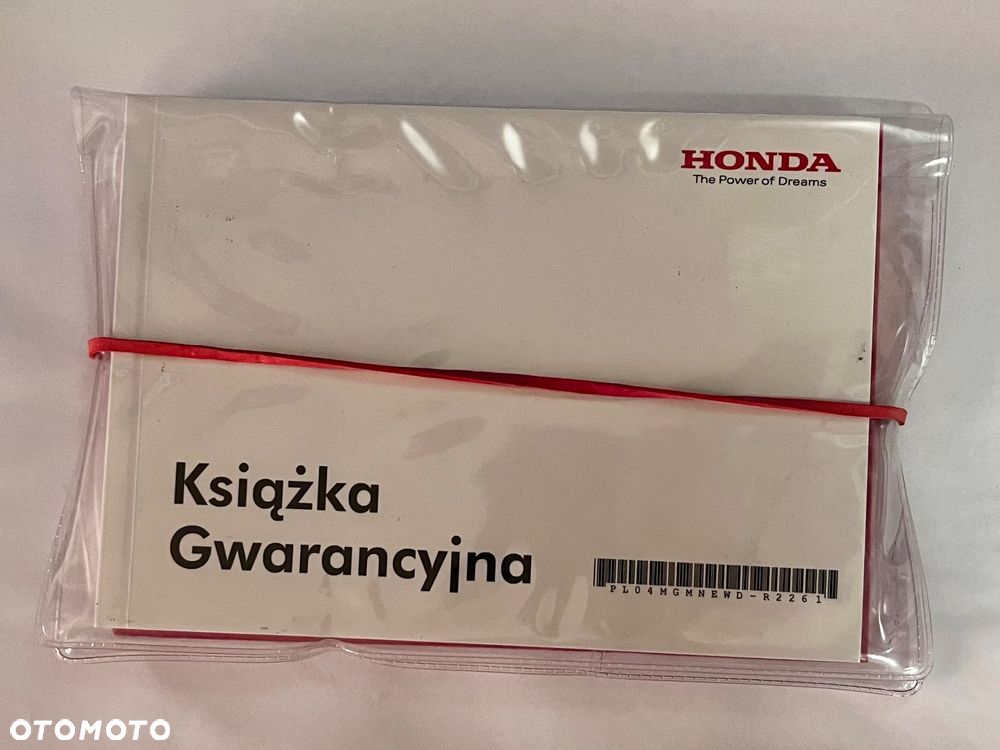 HONDA
The Power of Dreams
Książka
Gwarancyjna
PL04MGMNEWD-R2261
OTOMOTO